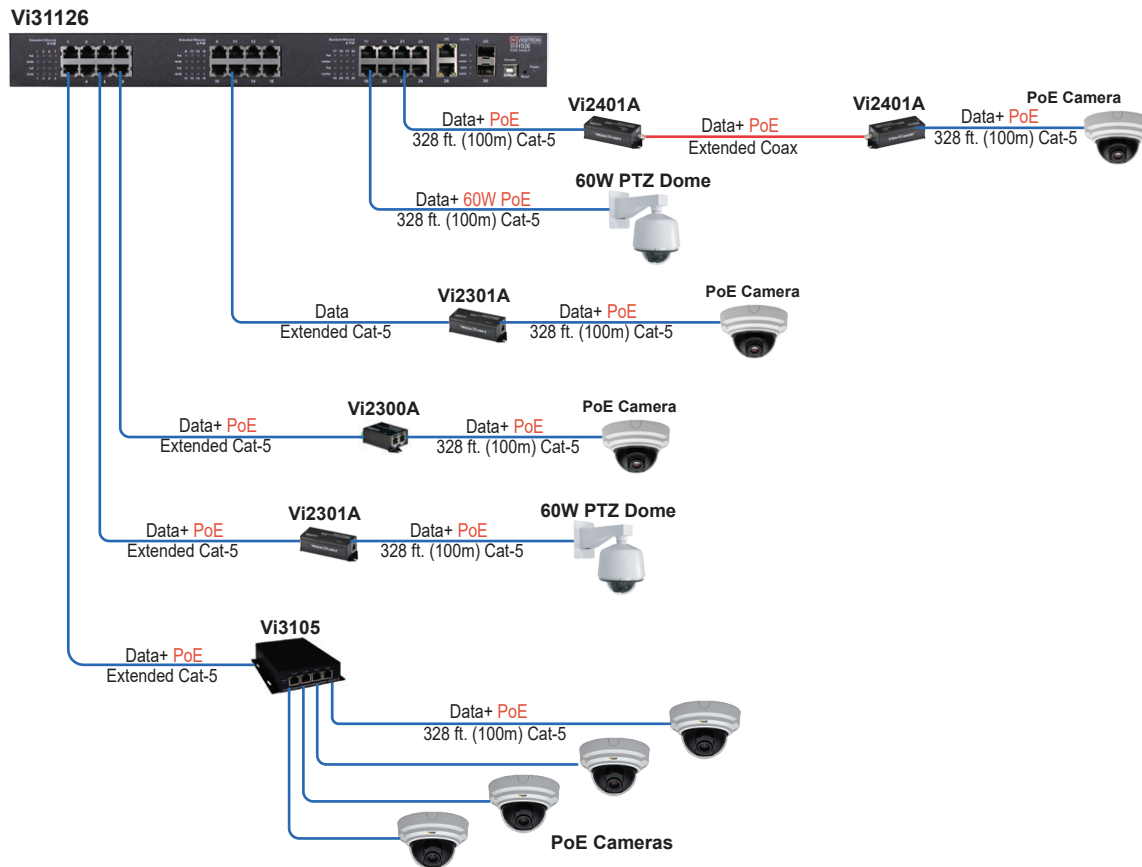 Vi31126
VIGITRON
Vi2401A
Vi2401A
PoE Camera
Data+ PoE
328 ft. (100m) Cat-5
Data+ PoE
Extended Coax
Data+ PoE
328 ft. (100m) Cat-5
60W PTZ Dome
Data+ 60W PoE
328 ft. (100m) Cat-5
Vi2301A
PoE Camera
Data
Extended Cat-5
Data+ PoE
328 ft. (100m) Cat-5
Vi2300A
PoE Camera
Data+ PoE
Extended Cat-5
Data+ PoE
328 ft. (100m) Cat-5
Vi2301A
60W PTZ Dome
Data+ PoE
Extended Cat-5
Data+ PoE
328 ft. (100m) Cat-5
Vi3105
Data+ PoE
Extended Cat-5
Data+ PoE
328 ft. (100m) Cat-5
PoE Cameras